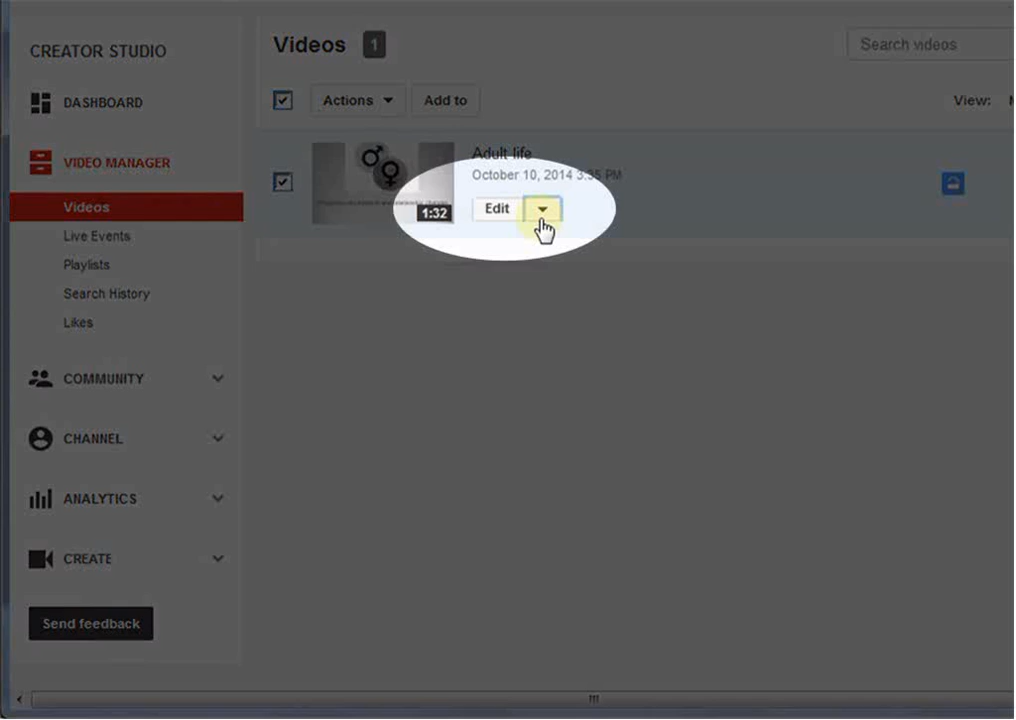 CREATOR STUDIO
DASHBOARD
VIDEO MANAGER
Videos
Live Events
Playlists
Search History
Likes
COMMUNITY
CHANNEL
ANALYTICS
CREATE
Send feedback
Videos 1
Search videos
Actions
Add to
View:
Adult life
October 10, 2014 3:35 PM
1:32
Edit